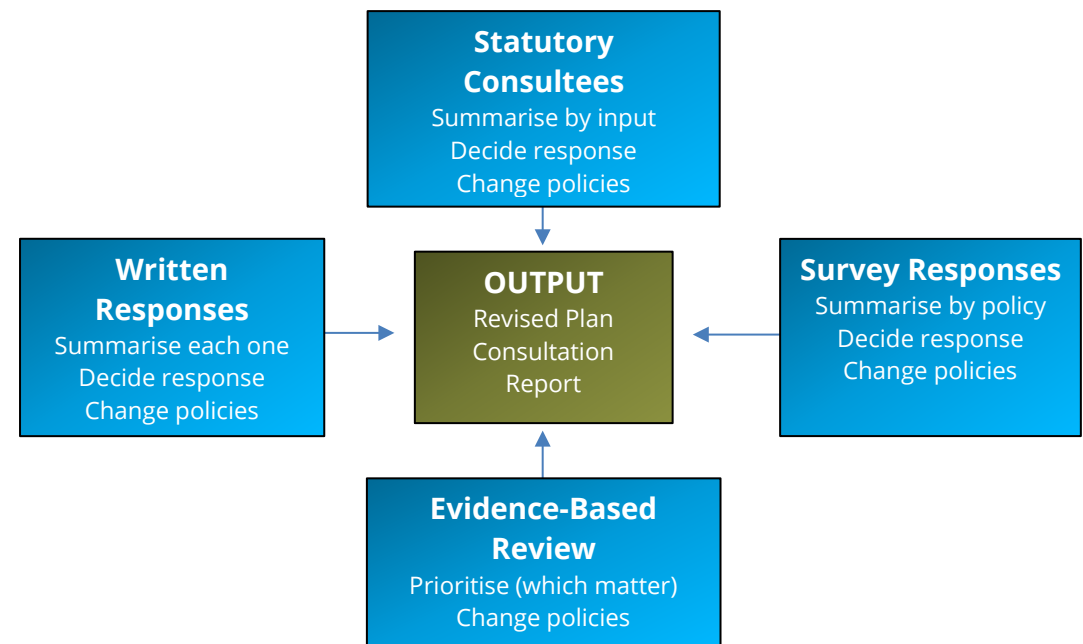 Statutory
Consultees
Summarise by input
Decide response
Change policies
Written
Responses
Summarise each one
Decide response
Change policies
OUTPUT
Revised Plan
Consultation
Report
Survey Responses
Summarise by policy
Decide response
Change policies
Evidence-Based
Review
Prioritise (which matter)
Change policies